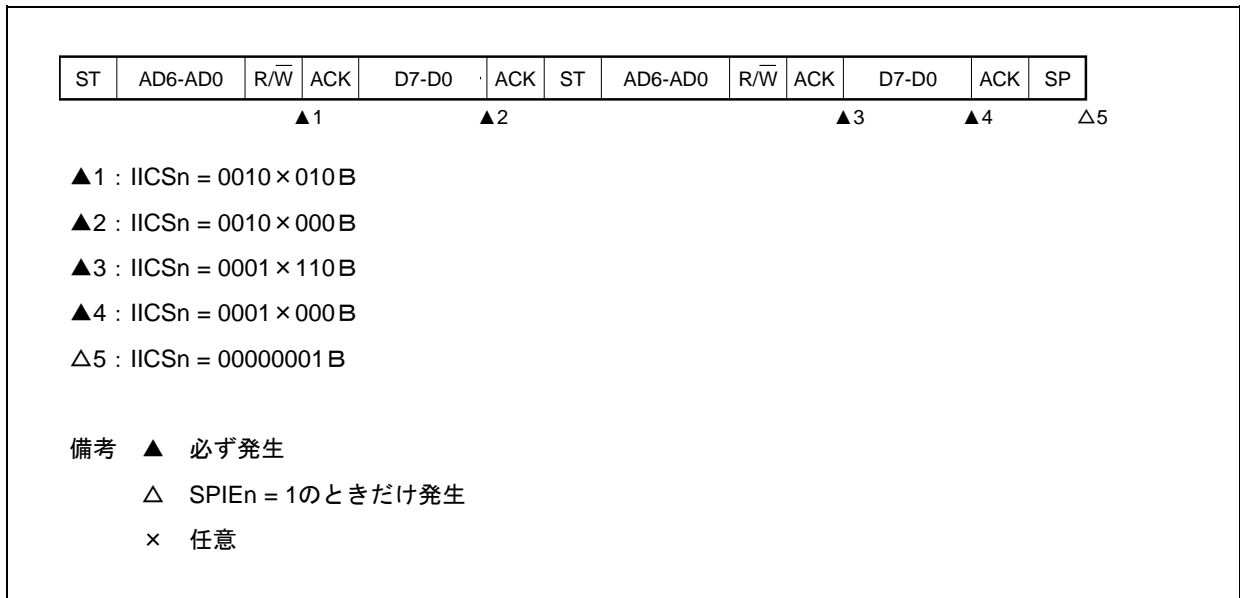 ST AD6-AD0 R/W̅ ACK D7-D0 ACK ST AD6-AD0 R/W̅ ACK D7-D0 ACK SP
▲1 ▲2 ▲3 ▲4 △5
▲1：IICSn = 0010×010B
▲2：IICSn = 0010×000B
▲3：IICSn = 0001×110B
▲4：IICSn = 0001×000B
△5：IICSn = 00000001B
備考 ▲ 必ず発生
△ SPIEn = 1のときだけ発生
× 任意